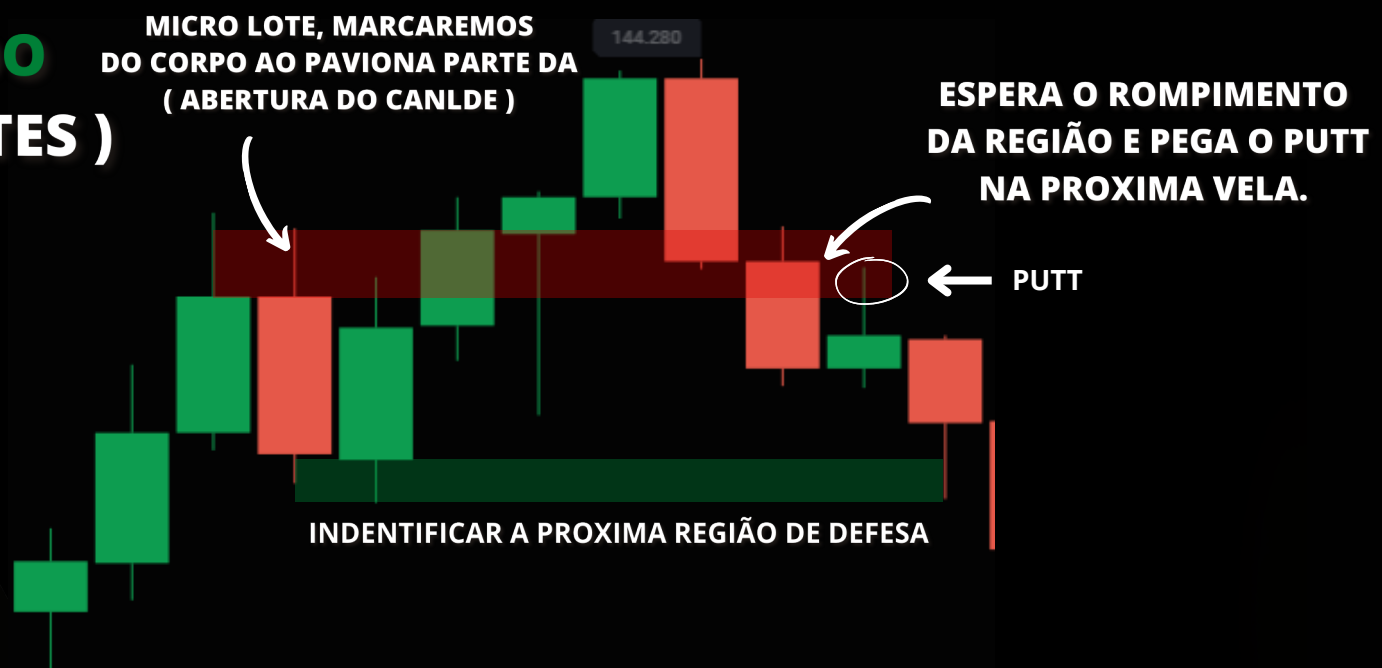 MICRO LOTE, MARCAREMOS
DO CORPO AO PAVIONA PARTE DA
( ABERTURA DO CANLDE )
O
TES )
144.280
ESPERA O ROMPIMENTO
DA REGIÃO E PEGA O PUTT
NA PROXIMA VELA.
PUTT
INDENTIFICAR A PROXIMA REGIÃO DE DEFESA